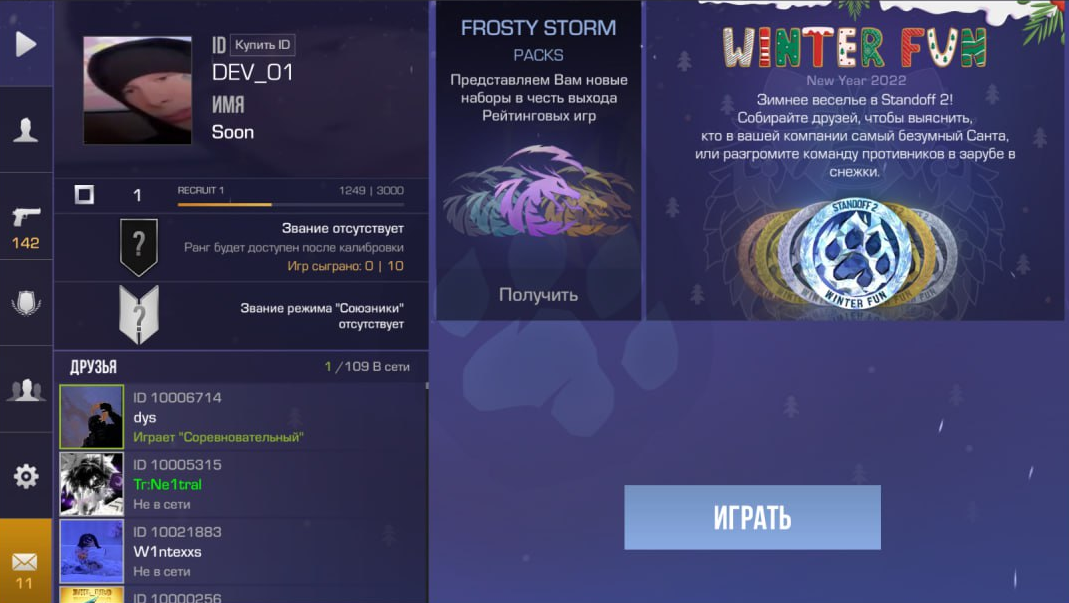 ID Купить ID
DEV_01
ИМЯ
Soon
1
RECRUIT 1
1249 | 3000
Звание отсутствует
Ранг будет доступен после калибровки
Игр сыграно: 0 | 10
Звание режима "Союзники"
отсутствует
ДРУЗЬЯ
1 /109 В сети
ID 10006714
dys
Играет "Соревновательный"
ID 10005315
Tr:Ne1tral
Не в сети
ID 10021883
W1ntexxs
Не в сети
ID 10000256
142
11
FROSTY STORM
PACKS
Представляем Вам новые
наборы в честь выхода
Рейтинговых игр
Получить
WINTER FUN
New Year 2022
Зимнее веселье в Standoff 2!
Собирайте друзей, чтобы выяснить,
кто в вашей компании самый безумный Санта,
или разгромите команду противников в зарубе в
снежки.
STANDOFF 2
WINTER FUN
ИГРАТЬ